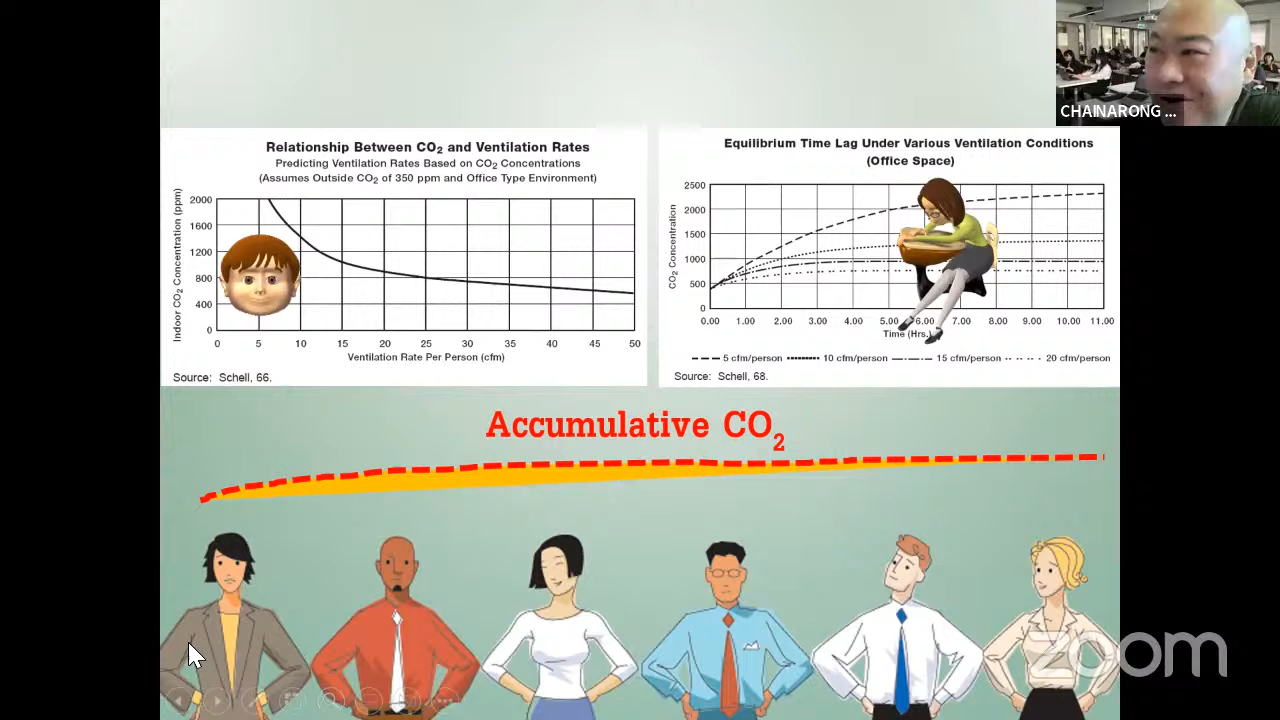 CHAINARONG ...
Relationship Between CO₂ and Ventilation Rates
Predicting Ventilation Rates Based on CO₂ Concentrations
(Assumes Outside CO₂ of 350 ppm and Office Type Environment)
Indoor CO₂ Concentration (ppm)
2000
1600
1200
800
400
0
0 5 10 15 20 25 30 35 40 45 50
Ventilation Rate Per Person (cfm)
Source: Schell, 66.
Equilibrium Time Lag Under Various Ventilation Conditions
(Office Space)
CO₂ Concentration
2500
2000
1500
1000
500
0
0.00 1.00 2.00 3.00 4.00 5.00 6.00 7.00 8.00 9.00 10.00 11.00
Time (Hrs.)
5 cfm/person 10 cfm/person 15 cfm/person 20 cfm/person
Source: Schell, 68.
Accumulative CO₂
zoom